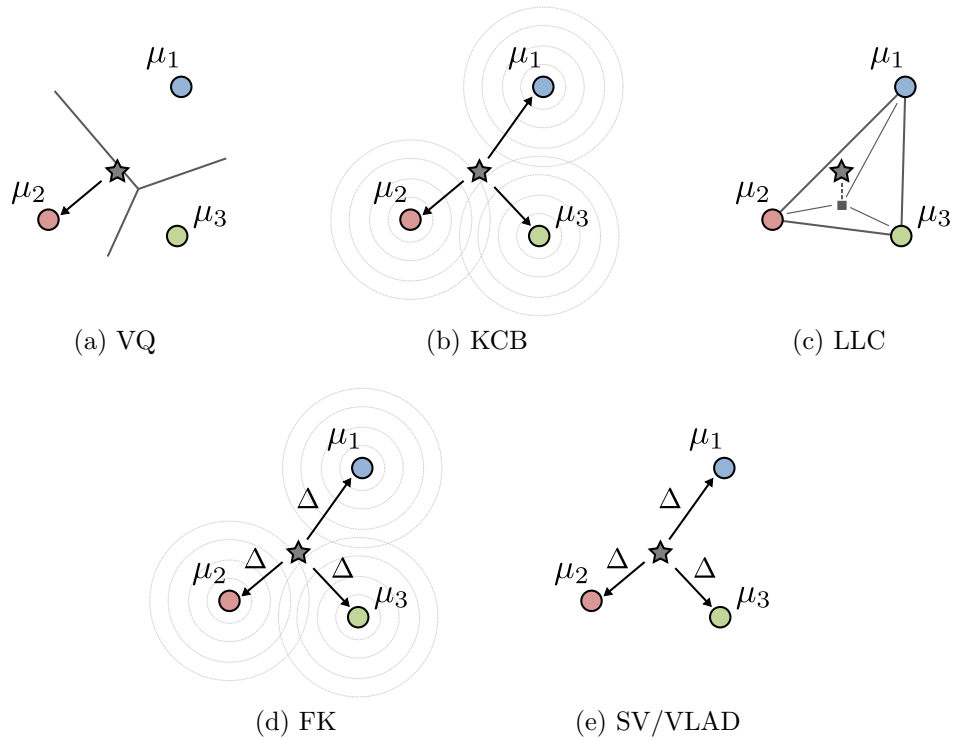 μ1
μ2
μ3
(a) VQ
μ1
μ2
μ3
(b) KCB
μ1
μ2
μ3
(c) LLC
μ1
Δ
Δ
Δ
μ2
μ3
(d) FK
μ1
Δ
Δ
Δ
μ2
μ3
(e) SV/VLAD